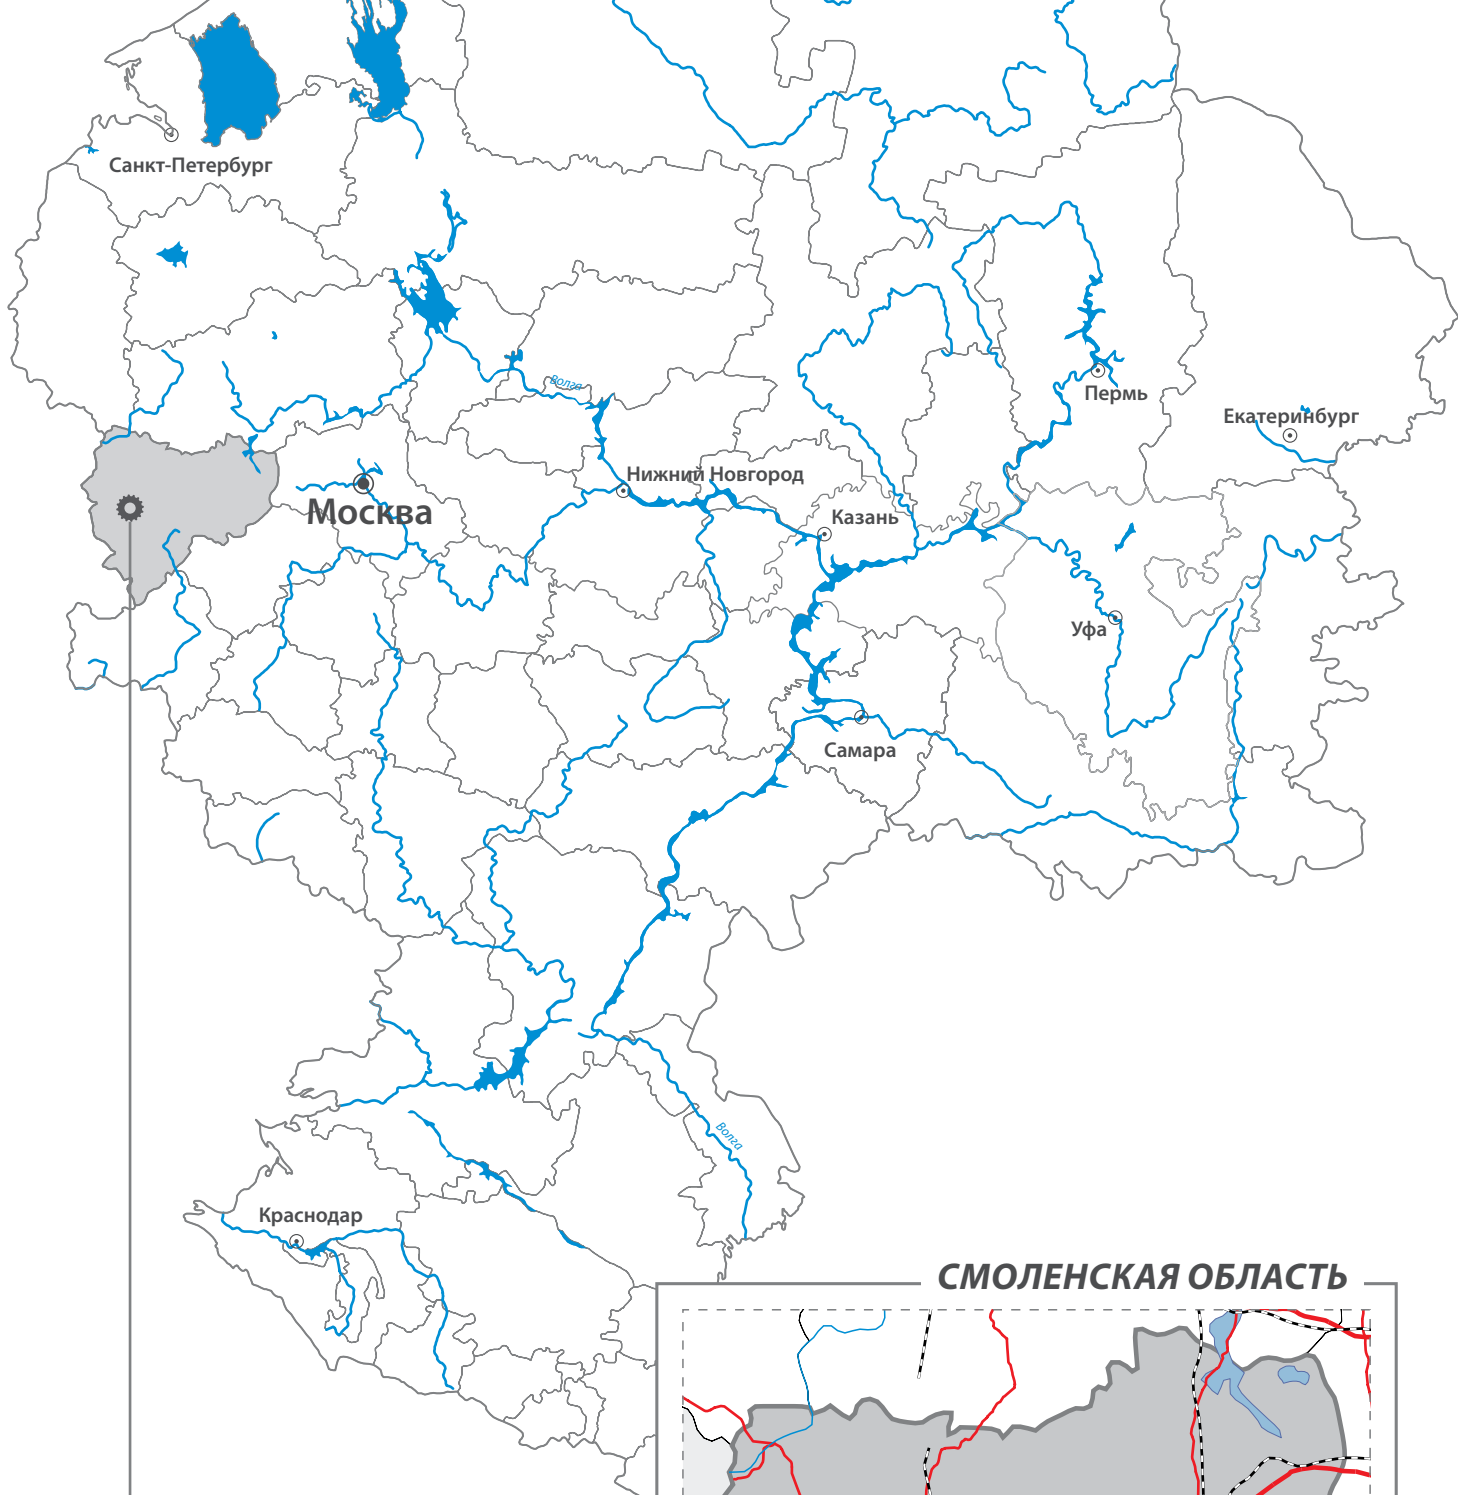 Санкт-Петербург
Волга
Пермь
Екатеринбург
Нижний Новгород
Москва
Казань
Уфа
Самара
Волга
Краснодар
СМОЛЕНСКАЯ ОБЛАСТЬ